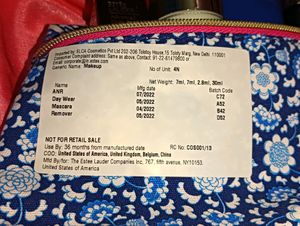 Imported by: ELCA Cosmetics Pvt Ltd 202-206 Tolstoy House,15 Tolstoy Marg, New Delhi, 110001
Consumer Complaint address: Same as above, Contact: 91-22-61479800 or
Email: corporate@in.estee.com
Generic Name: Makeup No of Unit: 4N
Net Weight: 7ml, 7ml, 2.8ml, 30ml
Name Mfg date Batch Code
ANR 07/2022 C72
Day Wear 05/2022 A52
Mascara 04/2022 B42
Remover 05/2022 D52
NOT FOR RETAIL SALE
Use By: 36 months from manufactured date RC No: COS001/13
COO: United States of America, United Kingdom, Belgium, China
Mfg By/for: The Estee Lauder Companies Inc, 767, fifth avenue, NY10153.
United States of America